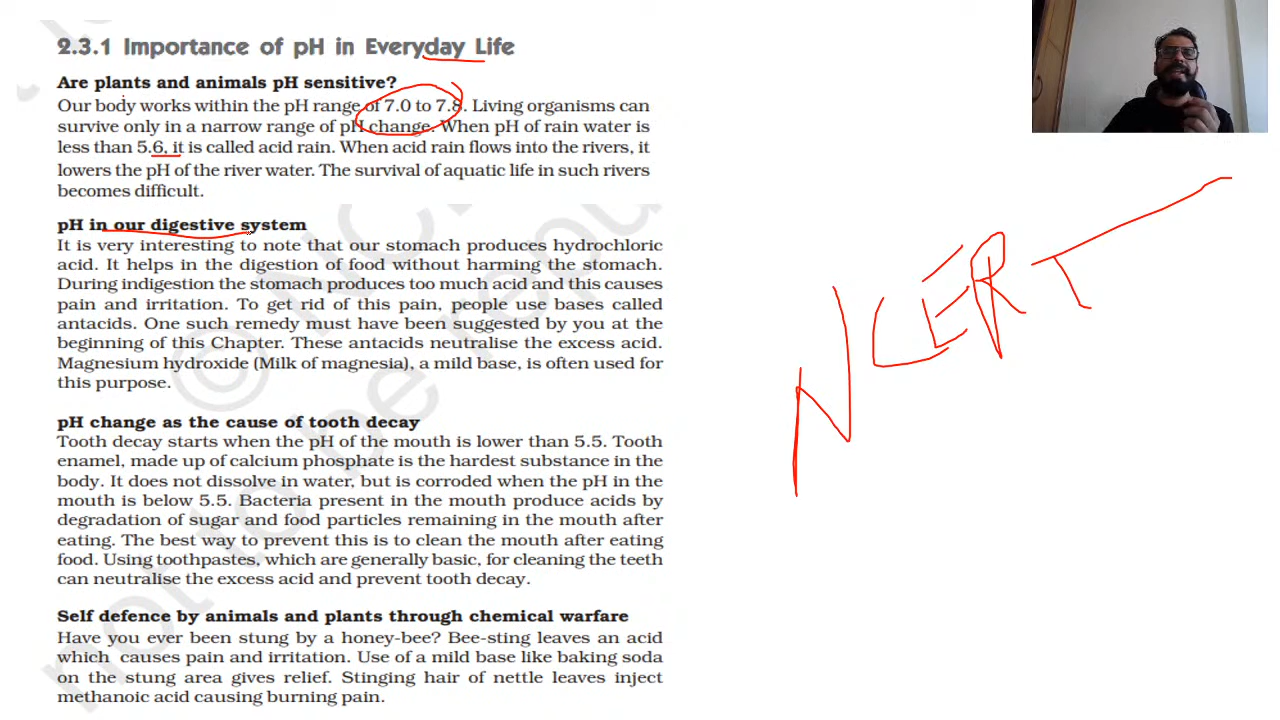 2.3.1 Importance of pH in Everyday Life
Are plants and animals pH sensitive?
Our body works within the pH range of 7.0 to 7.8. Living organisms can
survive only in a narrow range of pH change. When pH of rain water is
less than 5.6, it is called acid rain. When acid rain flows into the rivers, it
lowers the pH of the river water. The survival of aquatic life in such rivers
becomes difficult.
pH in our digestive system
It is very interesting to note that our stomach produces hydrochloric
acid. It helps in the digestion of food without harming the stomach.
During indigestion the stomach produces too much acid and this causes
pain and irritation. To get rid of this pain, people use bases called
antacids. One such remedy must have been suggested by you at the
beginning of this Chapter. These antacids neutralise the excess acid.
Magnesium hydroxide (Milk of magnesia), a mild base, is often used for
this purpose.
pH change as the cause of tooth decay
Tooth decay starts when the pH of the mouth is lower than 5.5. Tooth
enamel, made up of calcium phosphate is the hardest substance in the
body. It does not dissolve in water, but is corroded when the pH in the
mouth is below 5.5. Bacteria present in the mouth produce acids by
degradation of sugar and food particles remaining in the mouth after
eating. The best way to prevent this is to clean the mouth after eating
food. Using toothpastes, which are generally basic, for cleaning the teeth
can neutralise the excess acid and prevent tooth decay.
Self defence by animals and plants through chemical warfare
Have you ever been stung by a honey-bee? Bee-sting leaves an acid
which causes pain and irritation. Use of a mild base like baking soda
on the stung area gives relief. Stinging hair of nettle leaves inject
methanoic acid causing burning pain.
NCERT